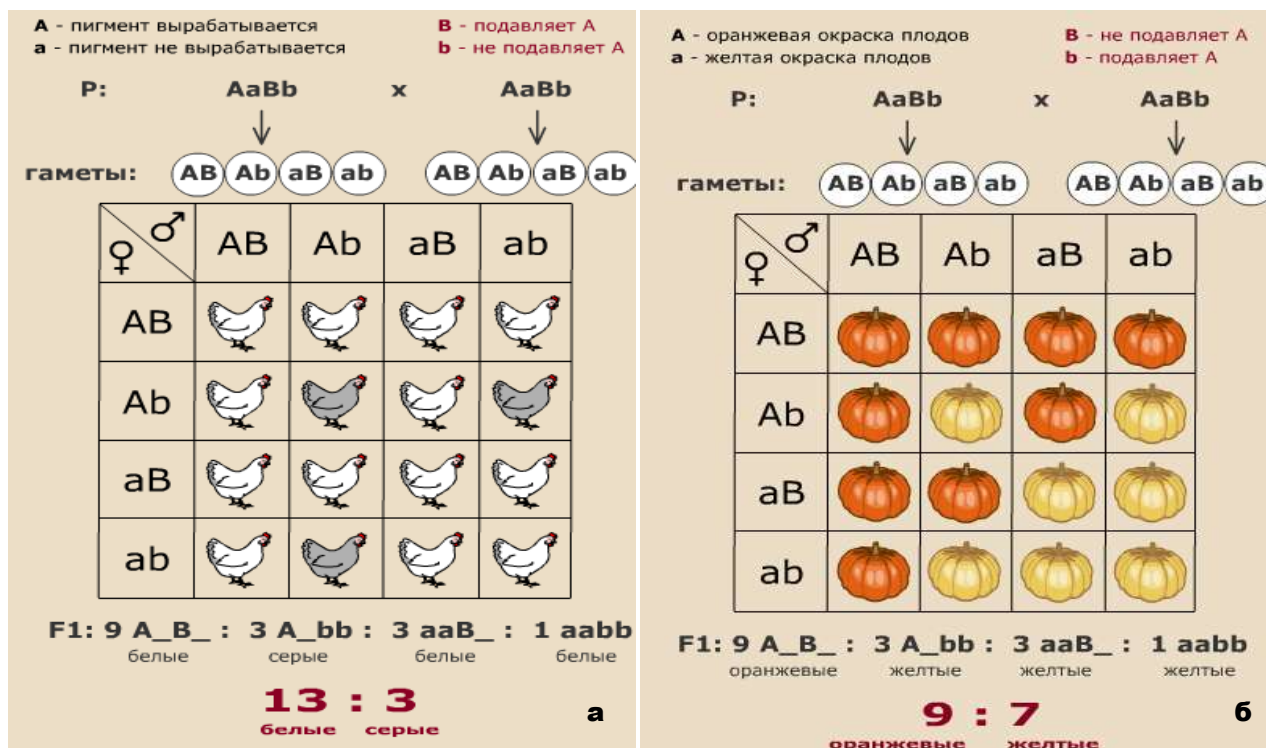 A - пигмент вырабатывается
B - подавляет A
a - пигмент не вырабатывается
b - не подавляет A
P: AaBb x AaBb
гаметы: AB Ab aB ab AB Ab aB ab
♀ ♂ AB Ab aB ab
AB
Ab
aB
ab
F1: 9 A_B_ : 3 A_bb : 3 aaB_ : 1 aabb
белые серые белые белые
13 : 3
белые серые
а
A - оранжевая окраска плодов
B - не подавляет A
a - желтая окраска плодов
b - подавляет A
P: AaBb x AaBb
гаметы: AB Ab aB ab AB Ab aB ab
♀ ♂ AB Ab aB ab
AB
Ab
aB
ab
F1: 9 A_B_ : 3 A_bb : 3 aaB_ : 1 aabb
оранжевые желтые желтые желтые
9 : 7
оранжевые желтые
б